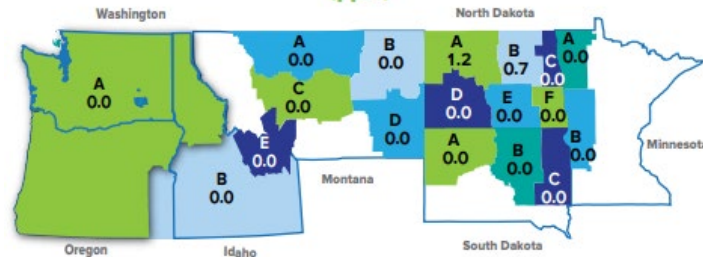 Washington
North Dakota
A
0.0
A
0.0
B
0.0
C
0.0
D
0.0
E
0.0
B
0.0
A
1.2
B
0.7
C
0.0
A
0.0
D
0.0
E
0.0
F
0.0
B
0.0
A
0.0
B
0.0
C
0.0
Minnesota
Montana
Oregon
Idaho
South Dakota